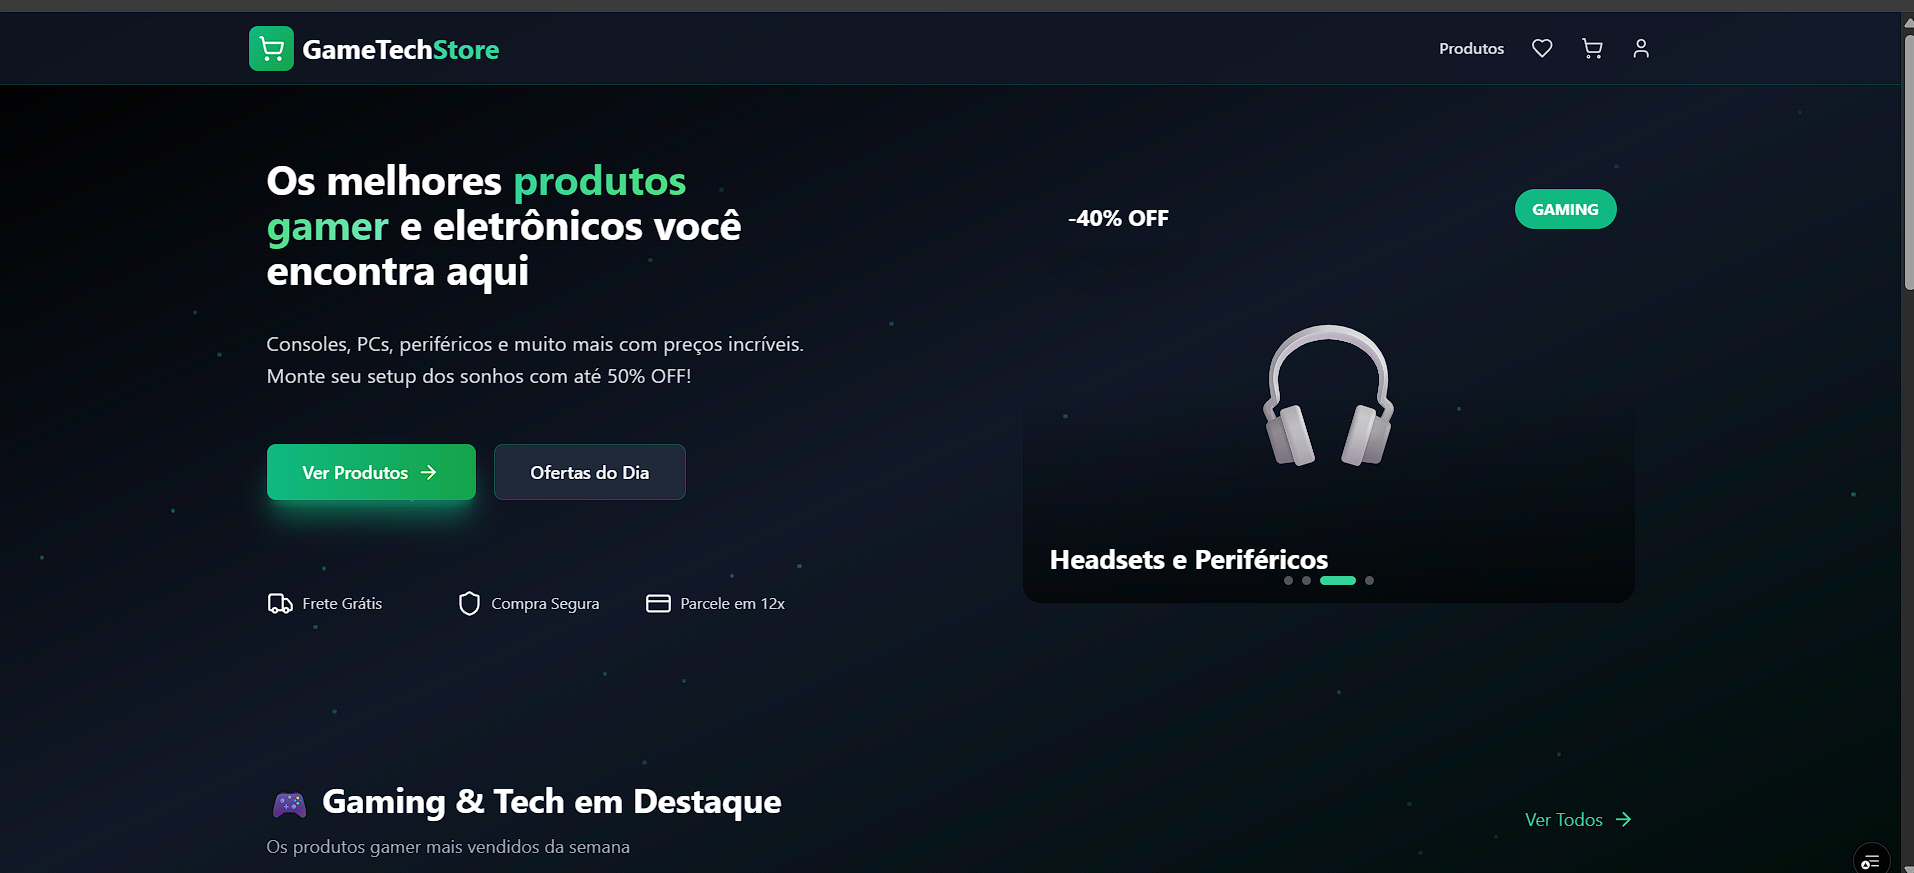 GameTechStore
Produtos
Os melhores produtos
gamer e eletrônicos você
encontra aqui
Consoles, PCs, periféricos e muito mais com preços incríveis.
Monte seu setup dos sonhos com até 50% OFF!
Ver Produtos
Ofertas do Dia
Frete Grátis
Compra Segura
Parcele em 12x
-40% OFF
GAMING
Headsets e Periféricos
Gaming & Tech em Destaque
Os produtos gamer mais vendidos da semana
Ver Todos